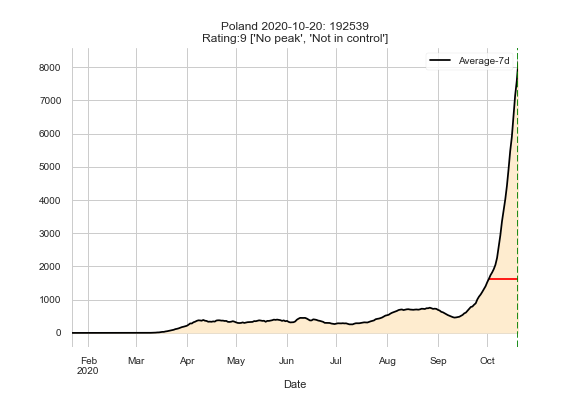 Poland 2020-10-20: 192539
Rating:9 ['No peak', 'Not in control']
Average-7d
8000
7000
6000
5000
4000
3000
2000
1000
0
Feb Mar Apr May Jun Jul Aug Sep Oct
2020
Date